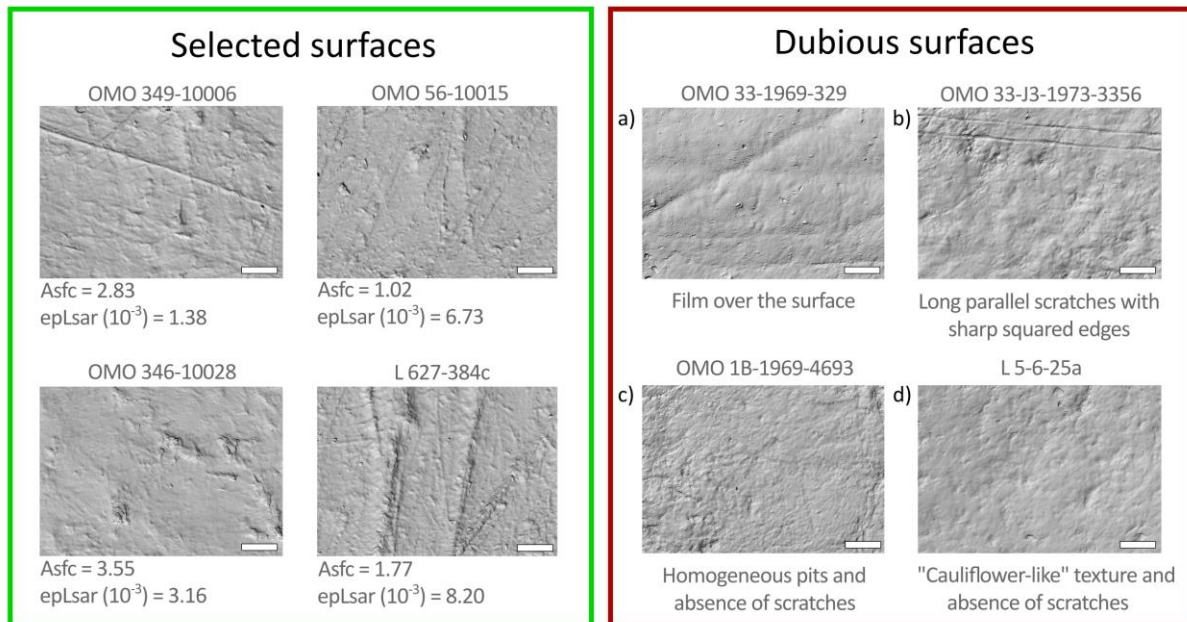 Selected surfaces
OMO 349-10006
OMO 56-10015
Asfc = 2.83
epLsar (10⁻³) = 1.38
Asfc = 1.02
epLsar (10⁻³) = 6.73
OMO 346-10028
L 627-384c
Asfc = 3.55
epLsar (10⁻³) = 3.16
Asfc = 1.77
epLsar (10⁻³) = 8.20
Dubious surfaces
OMO 33-1969-329
OMO 33-J3-1973-3356
a)
b)
Film over the surface
Long parallel scratches with
sharp squared edges
OMO 1B-1969-4693
L 5-6-25a
c)
d)
Homogeneous pits and
absence of scratches
"Cauliflower-like" texture and
absence of scratches